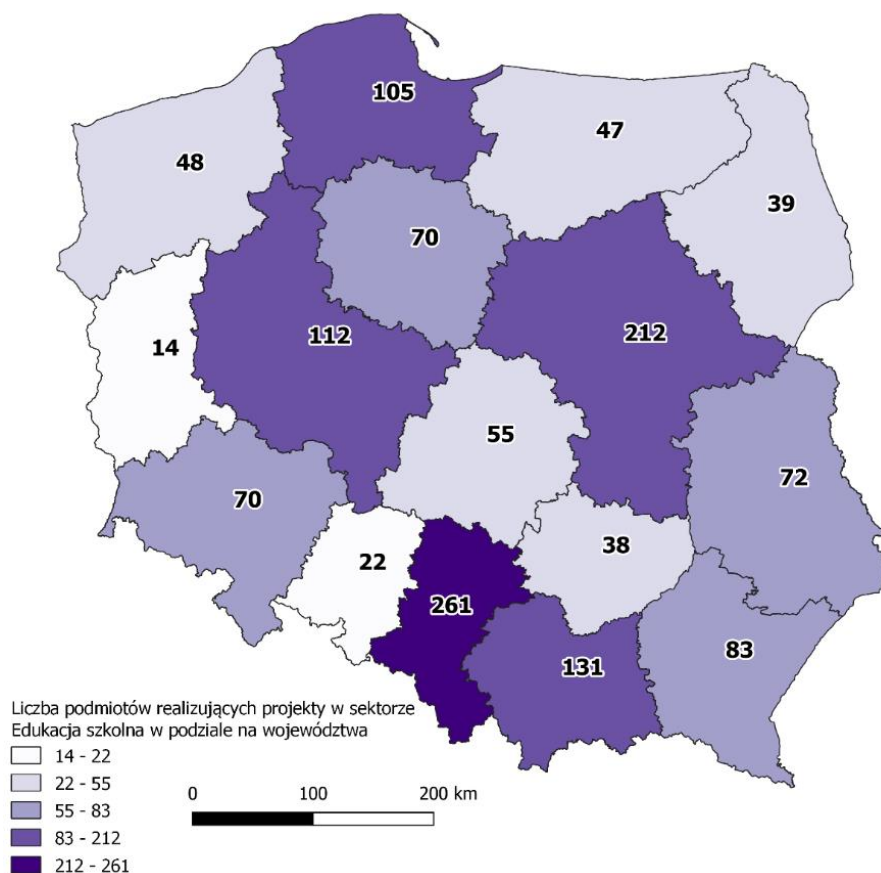 105
47
48
39
70
112
212
14
55
72
70
38
22
261
83
131
Liczba podmiotów realizujących projekty w sektorze
Edukacja szkolna w podziale na województwa
14 - 22
22 - 55
55 - 83
83 - 212
212 - 261
0 100 200 km